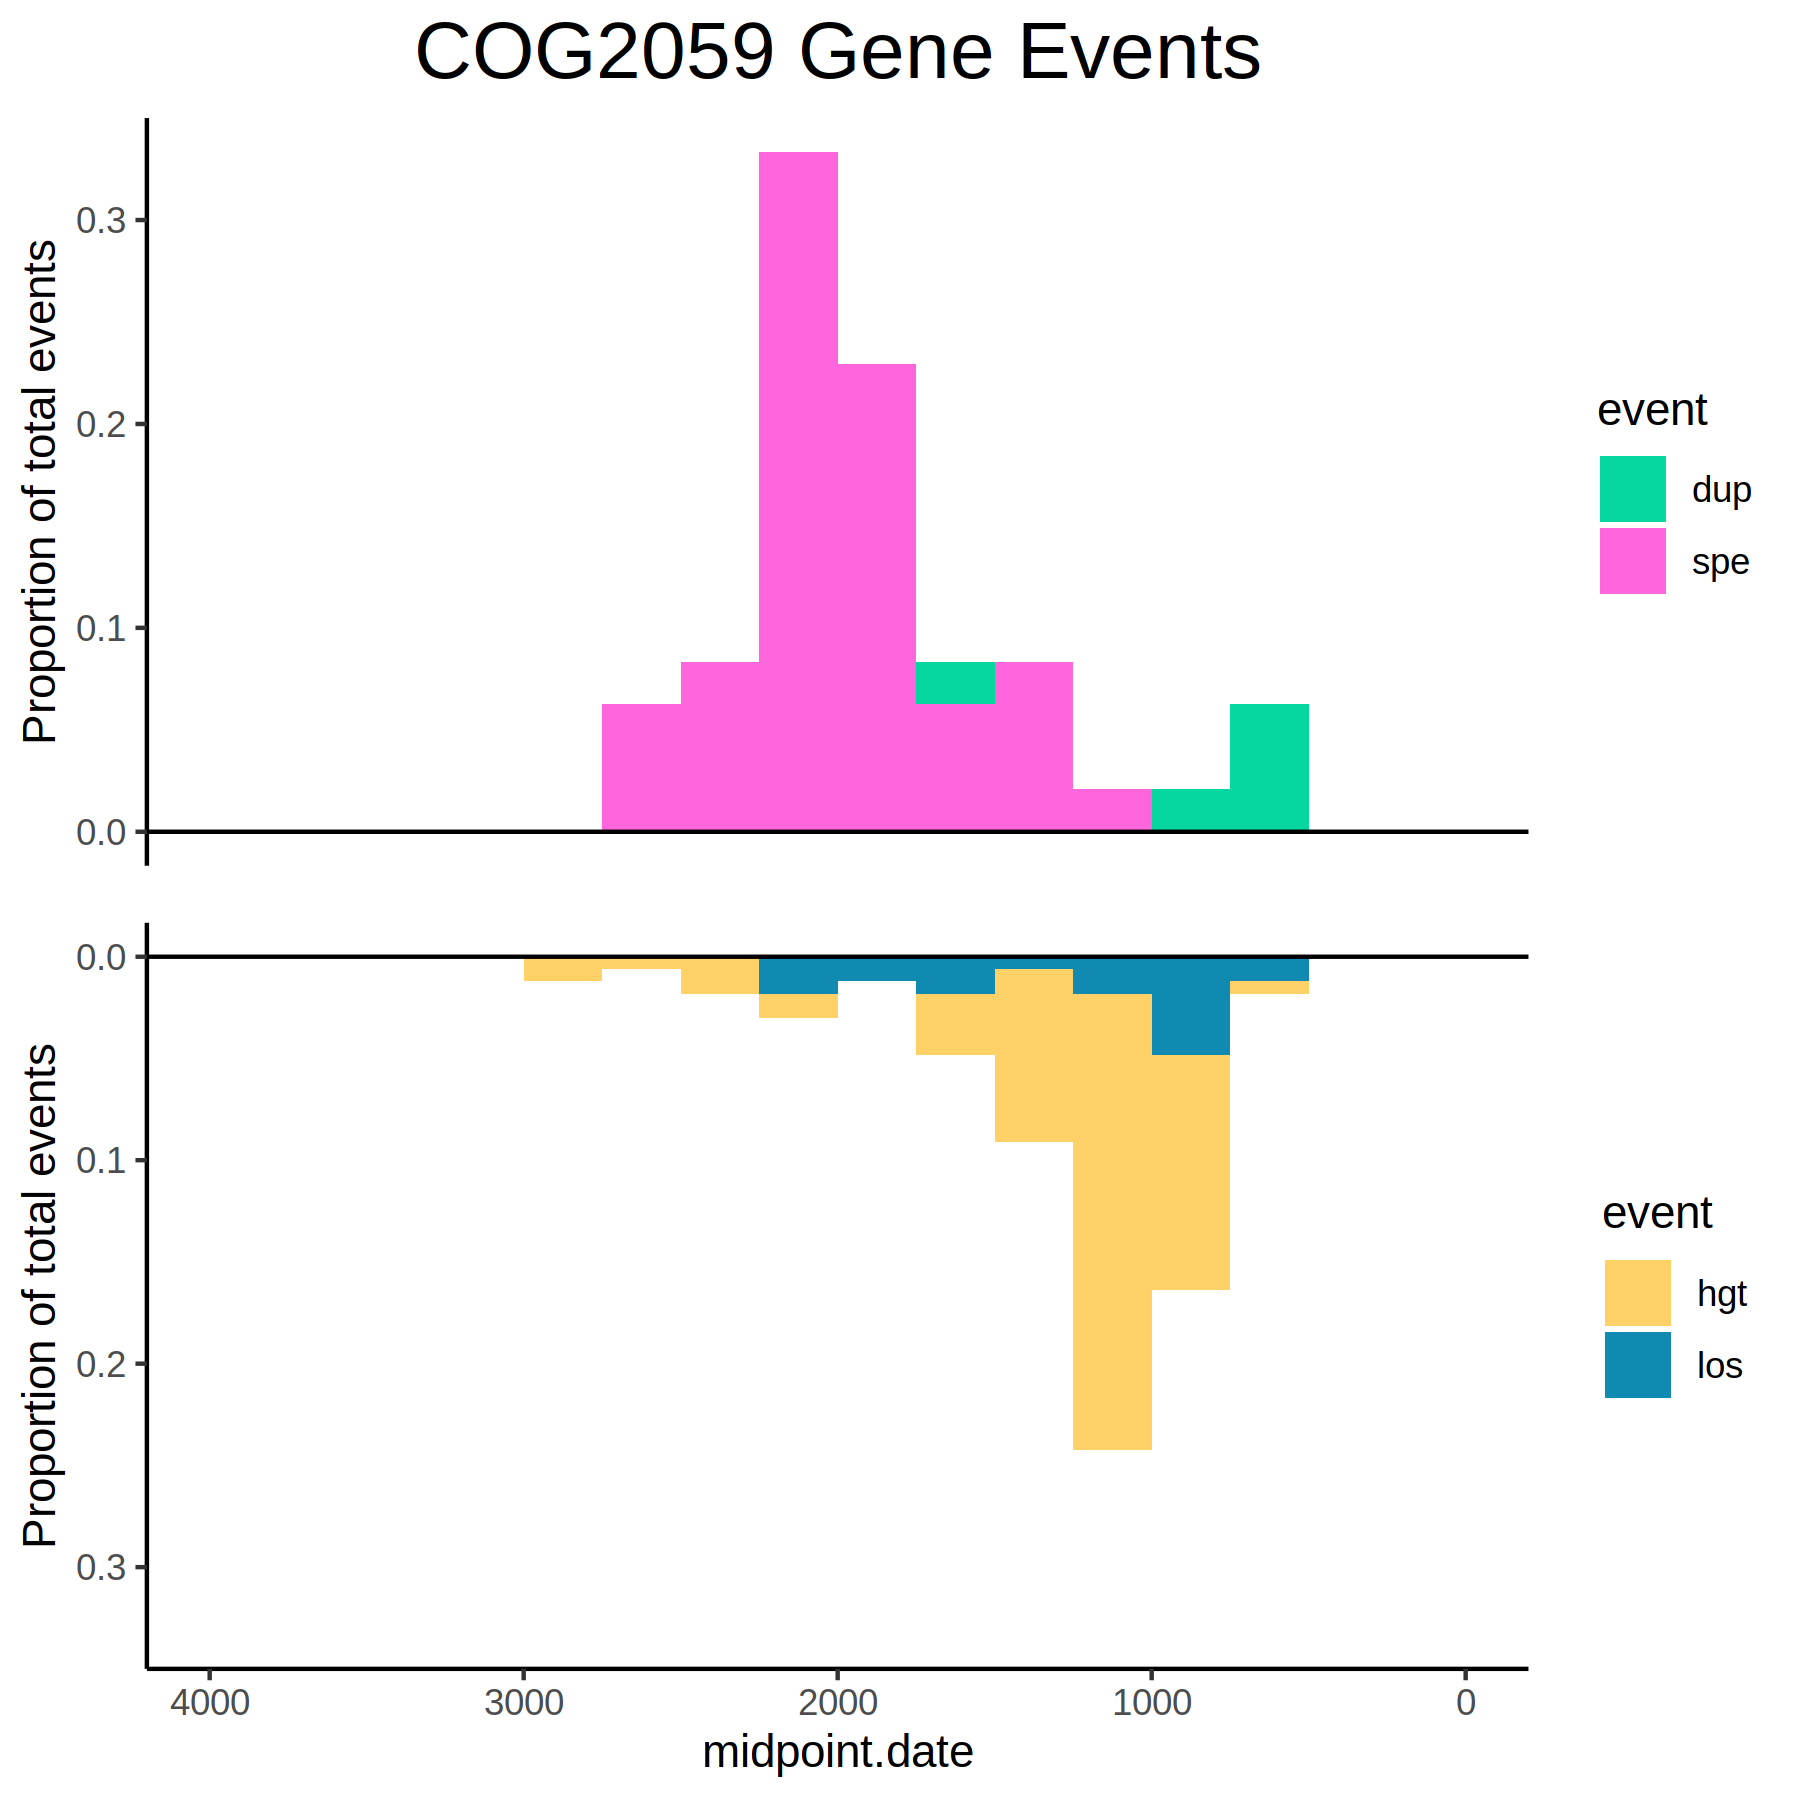 COG2059 Gene Events
Proportion of total events
0.3
0.2
0.1
0.0
event
dup
spe
Proportion of total events
0.0
0.1
0.2
0.3
event
hgt
los
4000 3000 2000 1000 0
midpoint.date